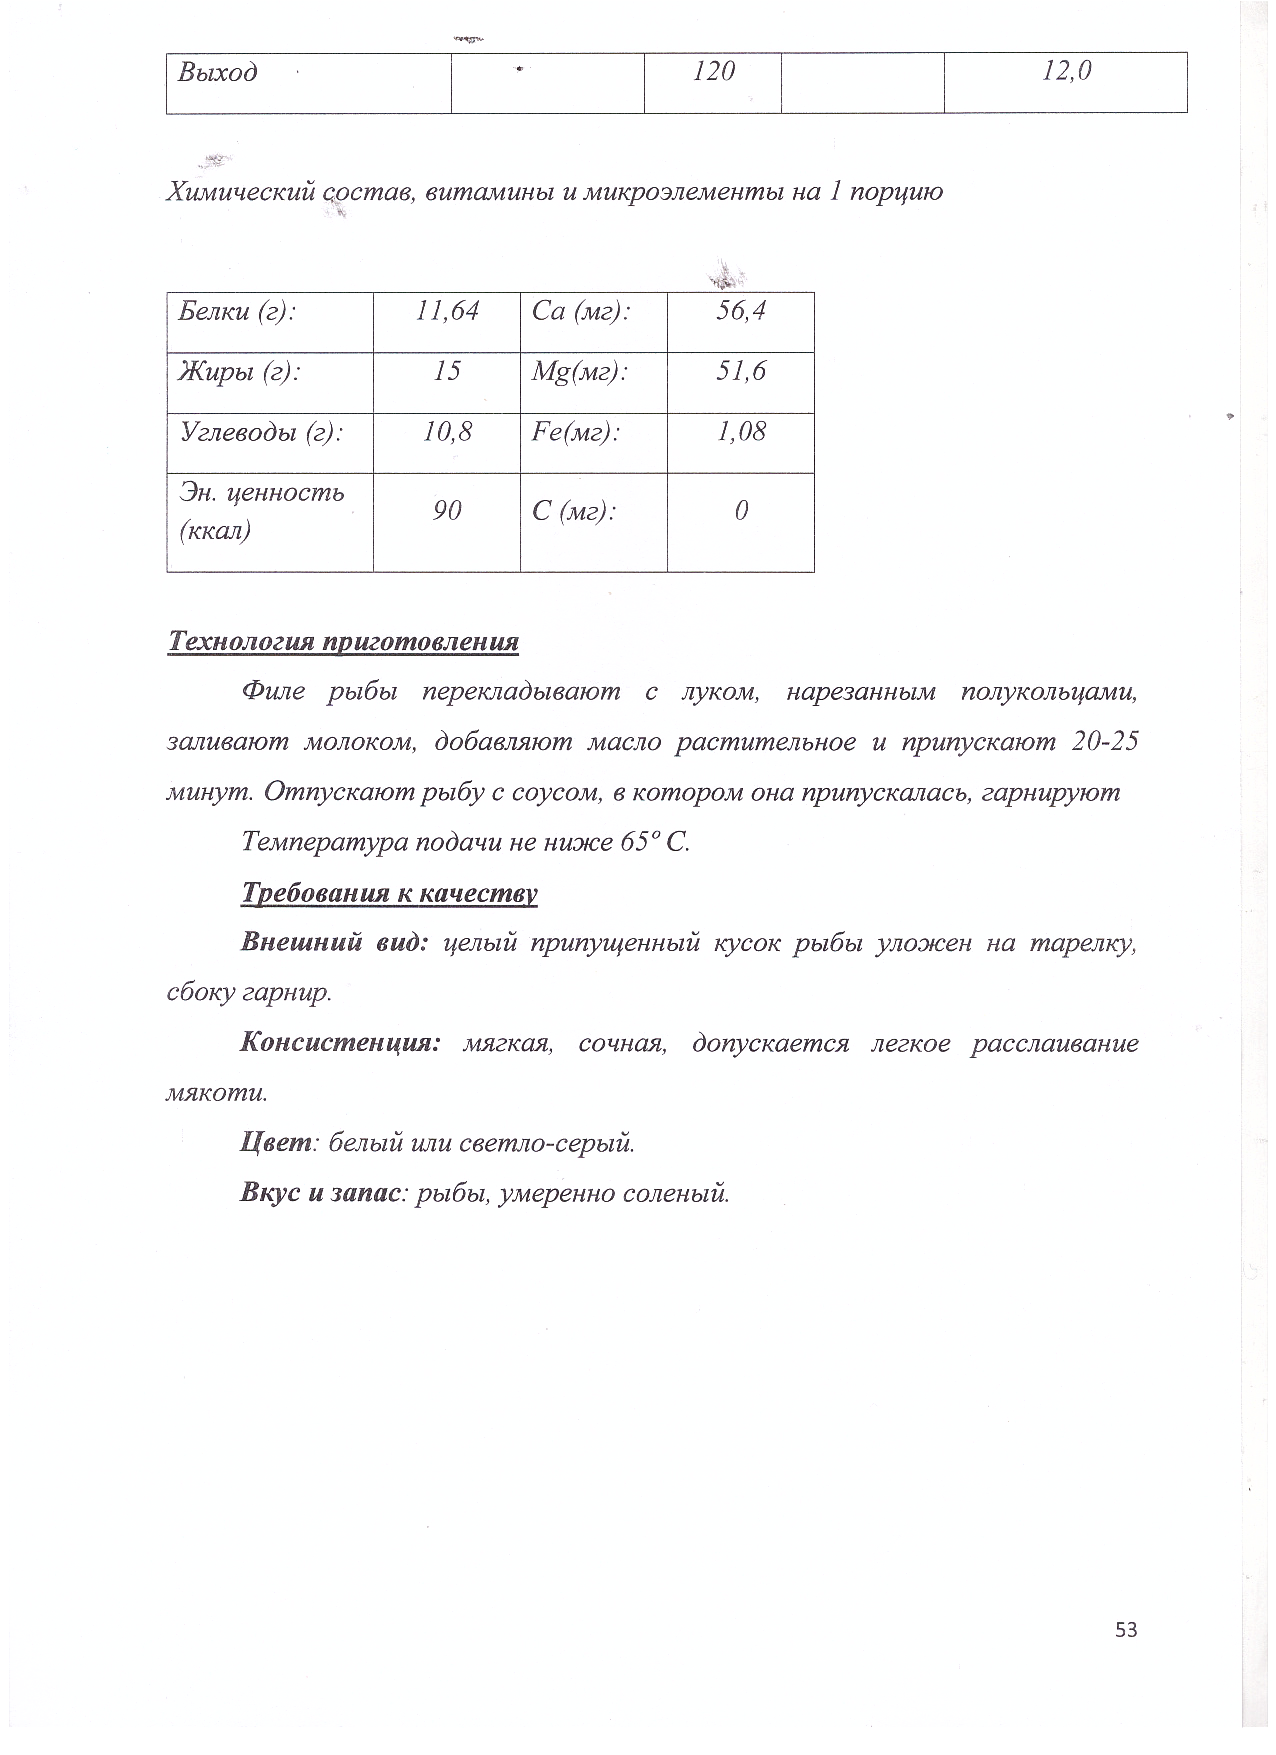 Выход 120 12,0
Химический состав, витамины и микроэлементы на 1 порцию
Белки (г): 11,64 Ca (мг): 56,4
Жиры (г): 15 Mg(мг): 51,6
Углеводы (г): 10,8 Fe(мг): 1,08
Эн. ценность
(ккал) 90 C (мг): 0
Технология приготовления
Филе рыбы перекладывают с луком, нарезанным полукольцами,
заливают молоком, добавляют масло растительное и припускают 20-25
минут. Отпускают рыбу с соусом, в котором она припускалась, гарнируют
Температура подачи не ниже 65° С.
Требования к качеству
Внешний вид: целый припущенный кусок рыбы уложен на тарелку,
сбоку гарнир.
Консистенция: мягкая, сочная, допускается легкое расслаивание
мякоти.
Цвет: белый или светло-серый.
Вкус и запас: рыбы, умеренно соленый.
53